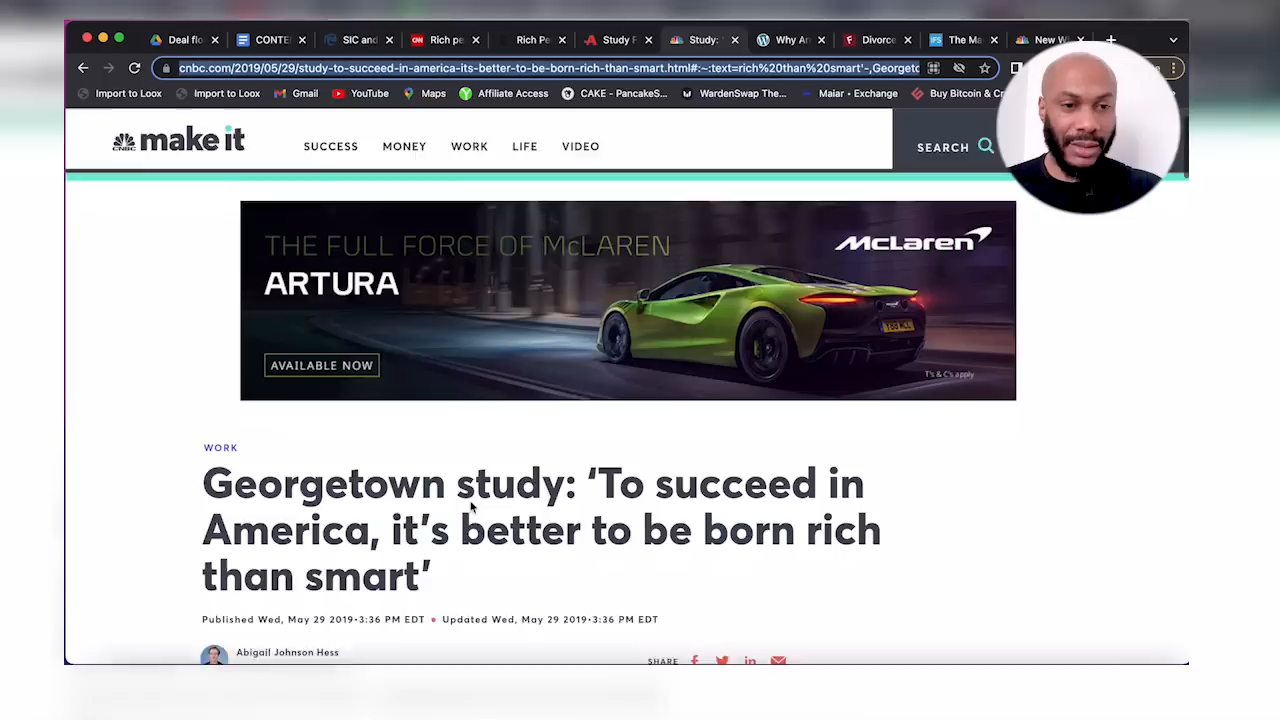 Deal flo
CONTE
SIC and
Rich pe
Rich Pe
Study F
Study:
Why An
Divorce
The Ma
New W
cnbc.com/2019/05/29/study-to-succeed-in-america-its-better-to-be-born-rich-than-smart.html#:~:text=rich%20than%20smart'-,Georgetc
Import to Loox
Import to Loox
Gmail
YouTube
Maps
Affiliate Access
CAKE - PancakeS...
WardenSwap The...
Maiar • Exchange
Buy Bitcoin & Cr
CNBC
make it
SUCCESS
MONEY
WORK
LIFE
VIDEO
SEARCH
THE FULL FORCE OF McLAREN
ARTURA
McLaren
AVAILABLE NOW
T's & C's apply
WORK
Georgetown study: ‘To succeed in
America, it’s better to be born rich
than smart’
Published Wed, May 29 2019•3:36 PM EDT • Updated Wed, May 29 2019•3:36 PM EDT
Abigail Johnson Hess
SHARE